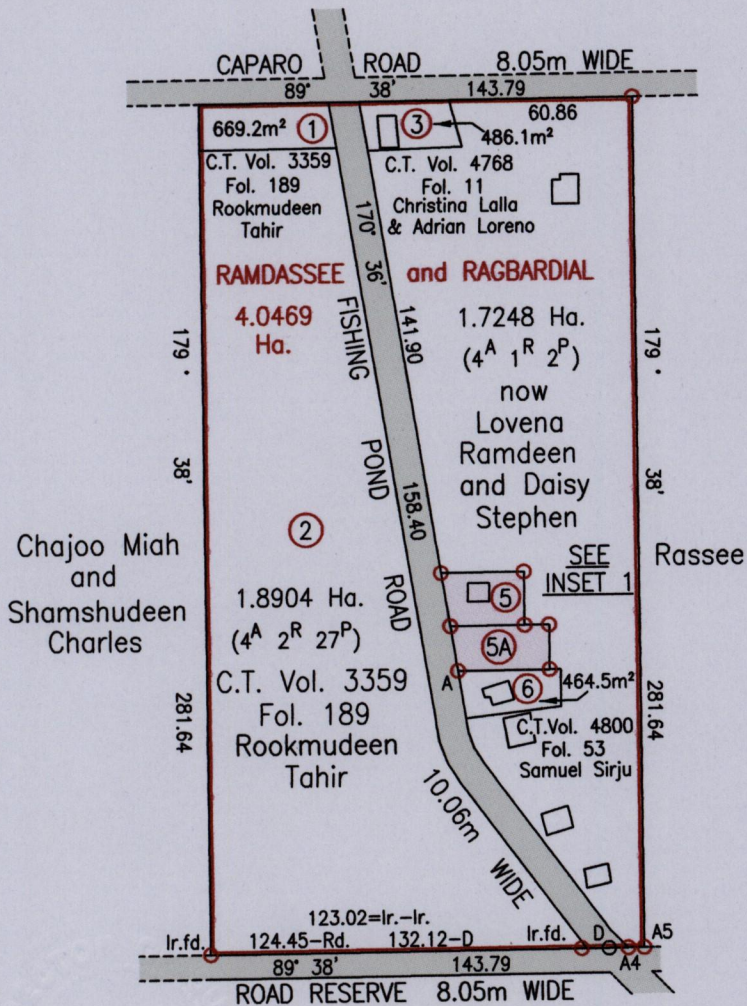 CAPARO ROAD 8.05m WIDE
89° 38' 143.79
60.86
669.2m² 1
3 486.1m²
C.T. Vol. 3359
Fol. 189
Rookmudeen
Tahir
C.T. Vol. 4768
Fol. 11
Christina Lalla
& Adrian Loreno
170° 36' 141.90
RAMDASSEE and RAGBARDIAL
4.0469
Ha.
1.7248 Ha.
(4ᴬ 1ᴿ 2ᴾ)
now
Lovena
Ramdeen
and Daisy
Stephen
179° 38' 281.64
179° 38' 281.64
FISHING POND ROAD
158.40
10.06m WIDE
Chajoo Miah
and
Shamshudeen
Charles
2
1.8904 Ha.
(4ᴬ 2ᴿ 27ᴾ)
C.T. Vol. 3359
Fol. 189
Rookmudeen
Tahir
SEE
INSET 1
Rassee
5
5A
A
6 464.5m²
C.T.Vol. 4800
Fol. 53
Samuel Sirju
123.02=Ir.-Ir.
Ir.fd. 124.45-Rd. 132.12-D Ir.fd. D A4 A5
89° 38' 143.79
ROAD RESERVE 8.05m WIDE